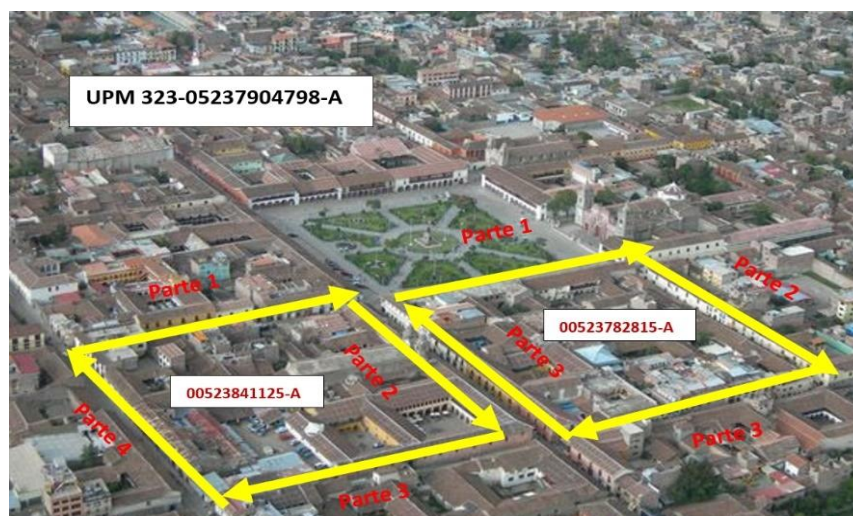 UPM 323-05237904798-A
Parte 1
Parte 1
Parte 2
00523782815-A
Parte 3
Parte 2
00523841125-A
Parte 4
Parte 3
Parte 3